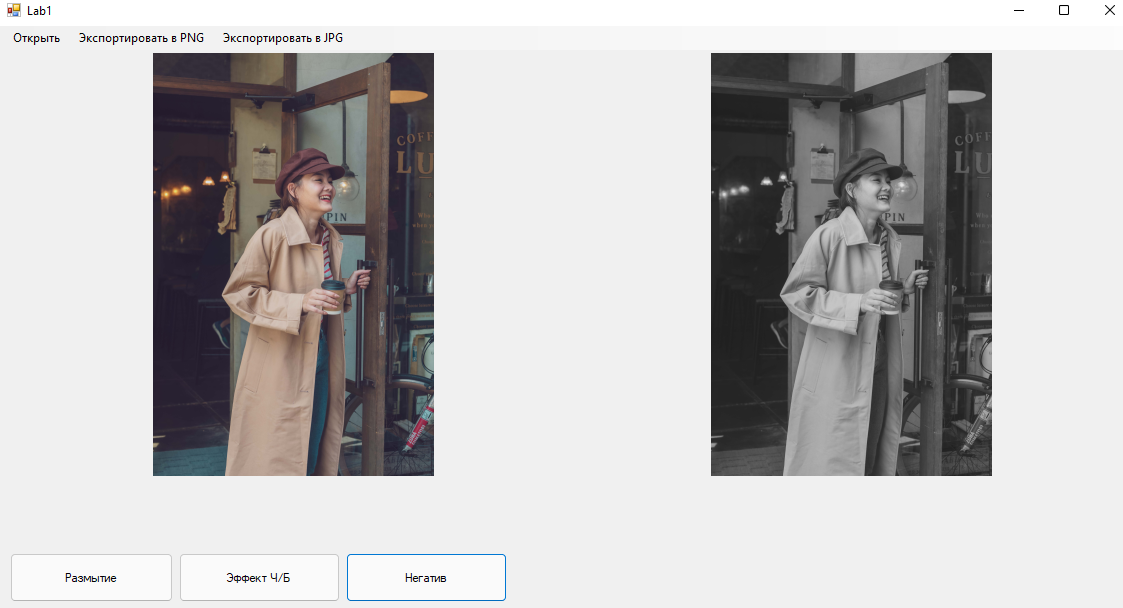 Lab1
Открыть Экспортировать в PNG Экспортировать в JPG
COFF
LU
PIN
COFF
LU
PIN
Размытие Эффект Ч/Б Негатив